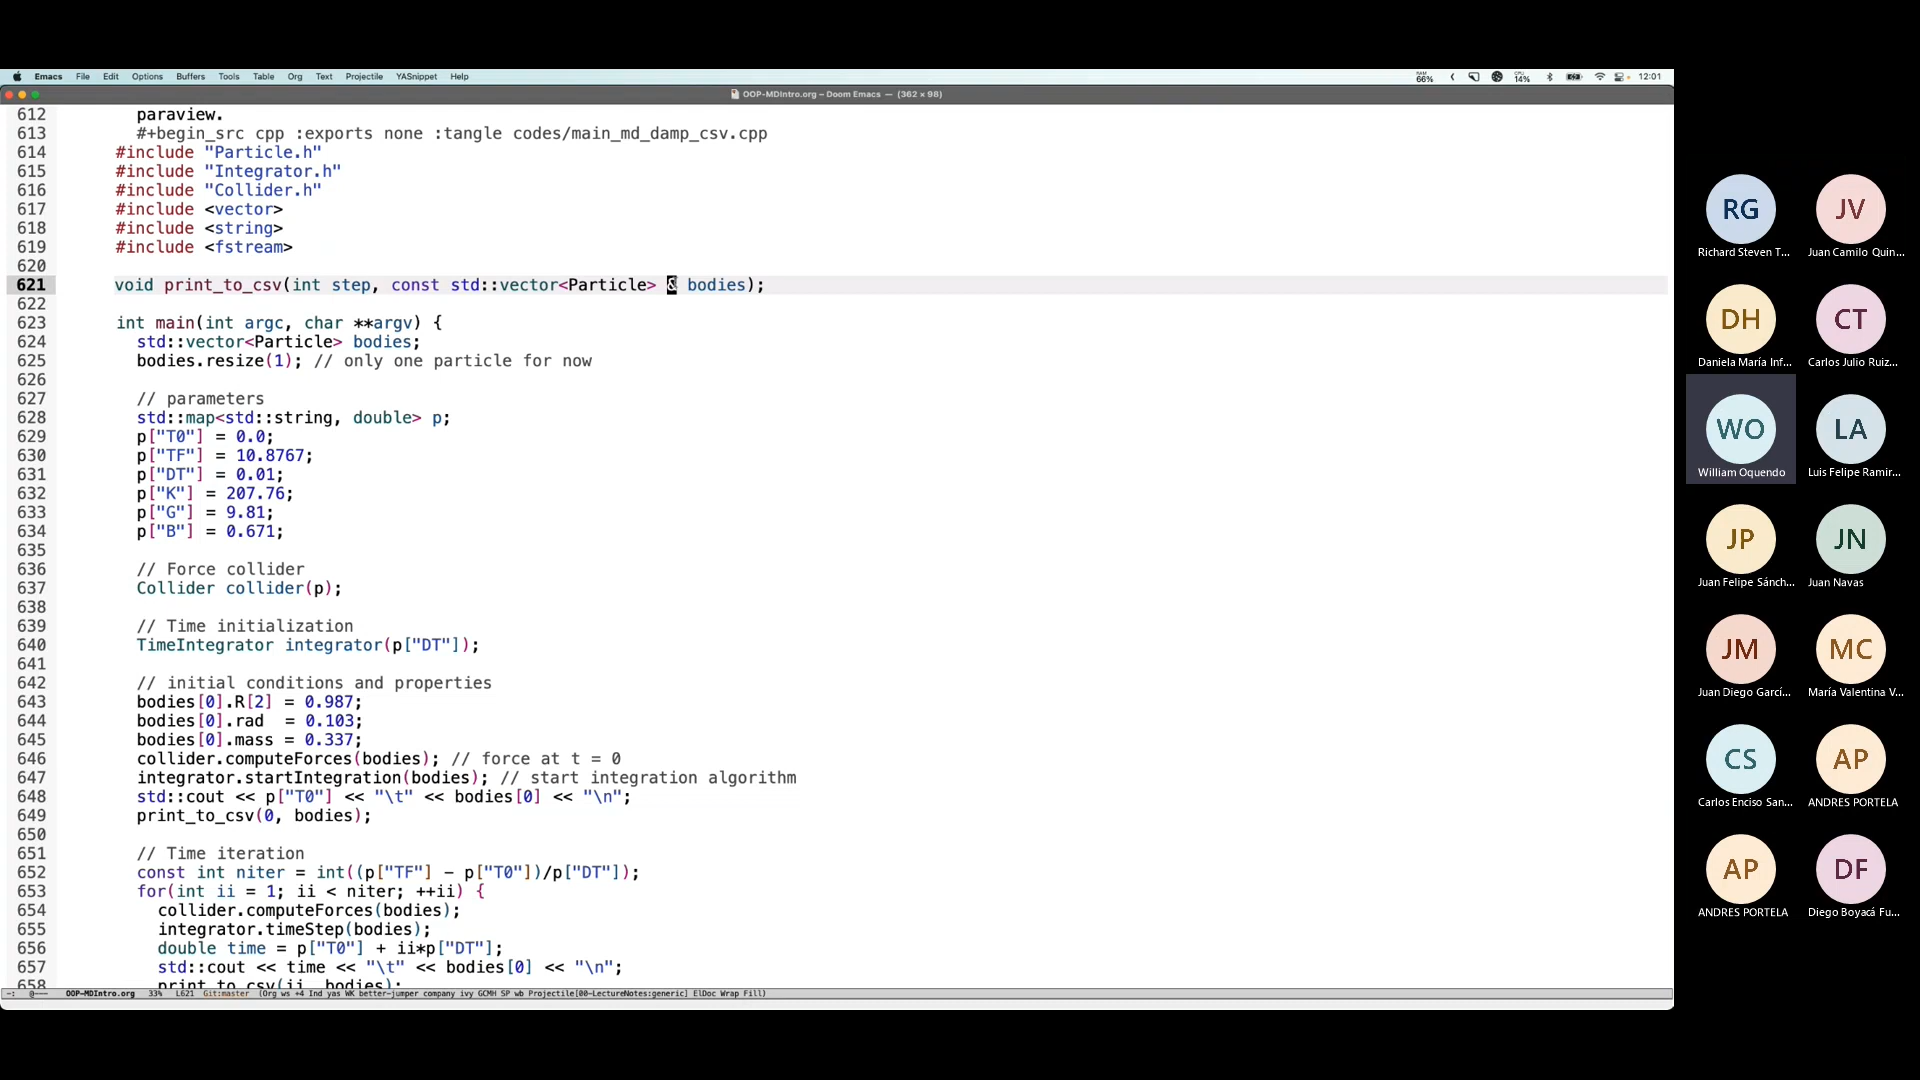 Emacs File Edit Options Buffers Tools Table Org Text Projectile YASnippet Help
RAM 66% CPU 14% 12:01
OOP-MDIntro.org – Doom Emacs — (362 × 98)
612 paraview.
613 #+begin_src cpp :exports none :tangle codes/main_md_damp_csv.cpp
614 #include "Particle.h"
615 #include "Integrator.h"
616 #include "Collider.h"
617 #include <vector>
618 #include <string>
619 #include <fstream>
620
621 void print_to_csv(int step, const std::vector<Particle> & bodies);
622
623 int main(int argc, char **argv) {
624 std::vector<Particle> bodies;
625 bodies.resize(1); // only one particle for now
626
627 // parameters
628 std::map<std::string, double> p;
629 p["T0"] = 0.0;
630 p["TF"] = 10.8767;
631 p["DT"] = 0.01;
632 p["K"] = 207.76;
633 p["G"] = 9.81;
634 p["B"] = 0.671;
635
636 // Force collider
637 Collider collider(p);
638
639 // Time initialization
640 TimeIntegrator integrator(p["DT"]);
641
642 // initial conditions and properties
643 bodies[0].R[2] = 0.987;
644 bodies[0].rad  = 0.103;
645 bodies[0].mass = 0.337;
646 collider.computeForces(bodies); // force at t = 0
647 integrator.startIntegration(bodies); // start integration algorithm
648 std::cout << p["T0"] << "\t" << bodies[0] << "\n";
649 print_to_csv(0, bodies);
650
651 // Time iteration
652 const int niter = int((p["TF"] - p["T0"])/p["DT"]);
653 for(int ii = 1; ii < niter; ++ii) {
654 collider.computeForces(bodies);
655 integrator.timeStep(bodies);
656 double time = p["T0"] + ii*p["DT"];
657 std::cout << time << "\t" << bodies[0] << "\n";
658 print_to_csv(ii, bodies);
-: @--- OOP-MDIntro.org 33% L621 Git:master (Org ws +4 Ind yas WK better-jumper company ivy GCMH SP wb Projectile[00-LectureNotes:generic] ElDoc Wrap Fill)
RG JV
Richard Steven T... Juan Camilo Quin...
DH CT
Daniela María Inf... Carlos Julio Ruiz...
WO LA
William Oquendo Luis Felipe Ramir...
JP JN
Juan Felipe Sánch... Juan Navas
JM MC
Juan Diego Garcí... María Valentina V...
CS AP
Carlos Enciso San... ANDRES PORTELA
AP DF
ANDRES PORTELA Diego Boyacá Fu...